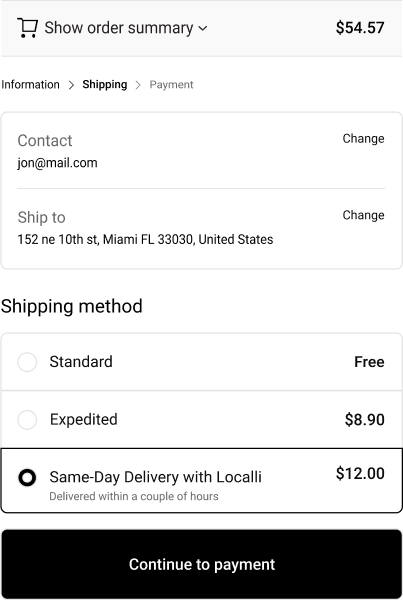 Show order summary $54.57
Information > Shipping > Payment
Contact Change
jon@mail.com
Ship to Change
152 ne 10th st, Miami FL 33030, United States
Shipping method
Standard Free
Expedited $8.90
Same-Day Delivery with Localli $12.00
Delivered within a couple of hours
Continue to payment